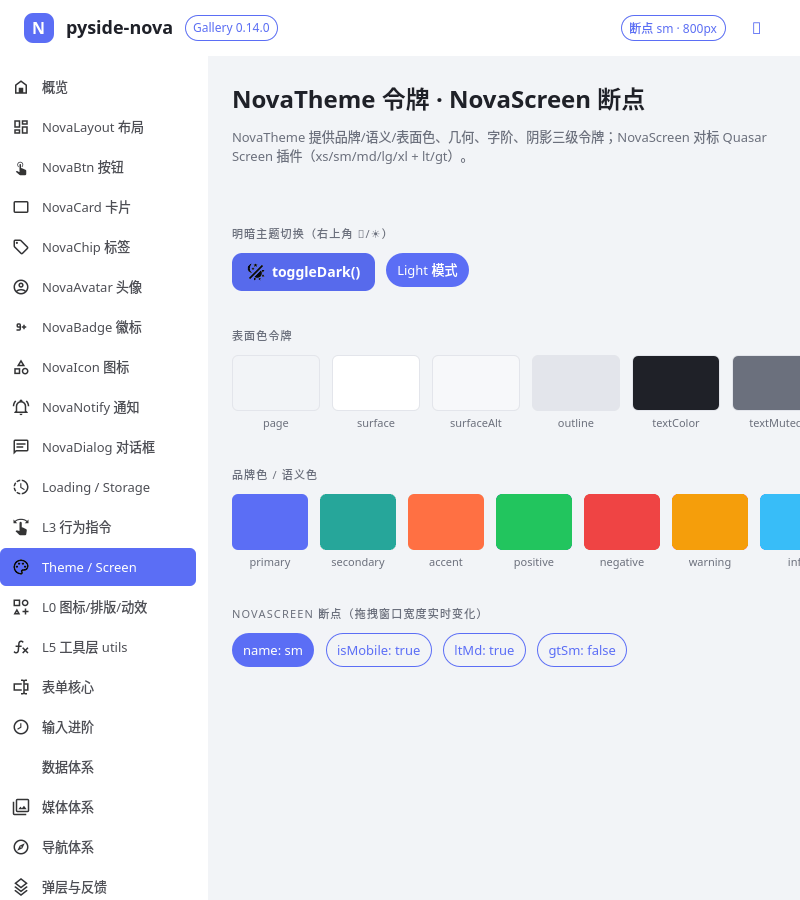 N pyside-nova Gallery 0.14.0 断点 sm · 800px
概览
NovaLayout 布局
NovaBtn 按钮
NovaCard 卡片
NovaChip 标签
NovaAvatar 头像
9+ NovaBadge 徽标
NovaIcon 图标
NovaNotify 通知
NovaDialog 对话框
Loading / Storage
L3 行为指令
Theme / Screen
L0 图标/排版/动效
L5 工具层 utils
表单核心
输入进阶
数据体系
媒体体系
导航体系
弹层与反馈
NovaTheme 令牌 · NovaScreen 断点
NovaTheme 提供品牌/语义/表面色、几何、字阶、阴影三级令牌；NovaScreen 对标 Quasar
Screen 插件（xs/sm/md/lg/xl + lt/gt）。
明暗主题切换（右上角 /☀）
toggleDark() Light 模式
表面色令牌
page surface surfaceAlt outline textColor textMuted
品牌色 / 语义色
primary secondary accent positive negative warning inf
NOVASCREEN 断点（拖拽窗口宽度实时变化）
name: sm isMobile: true ltMd: true gtSm: false